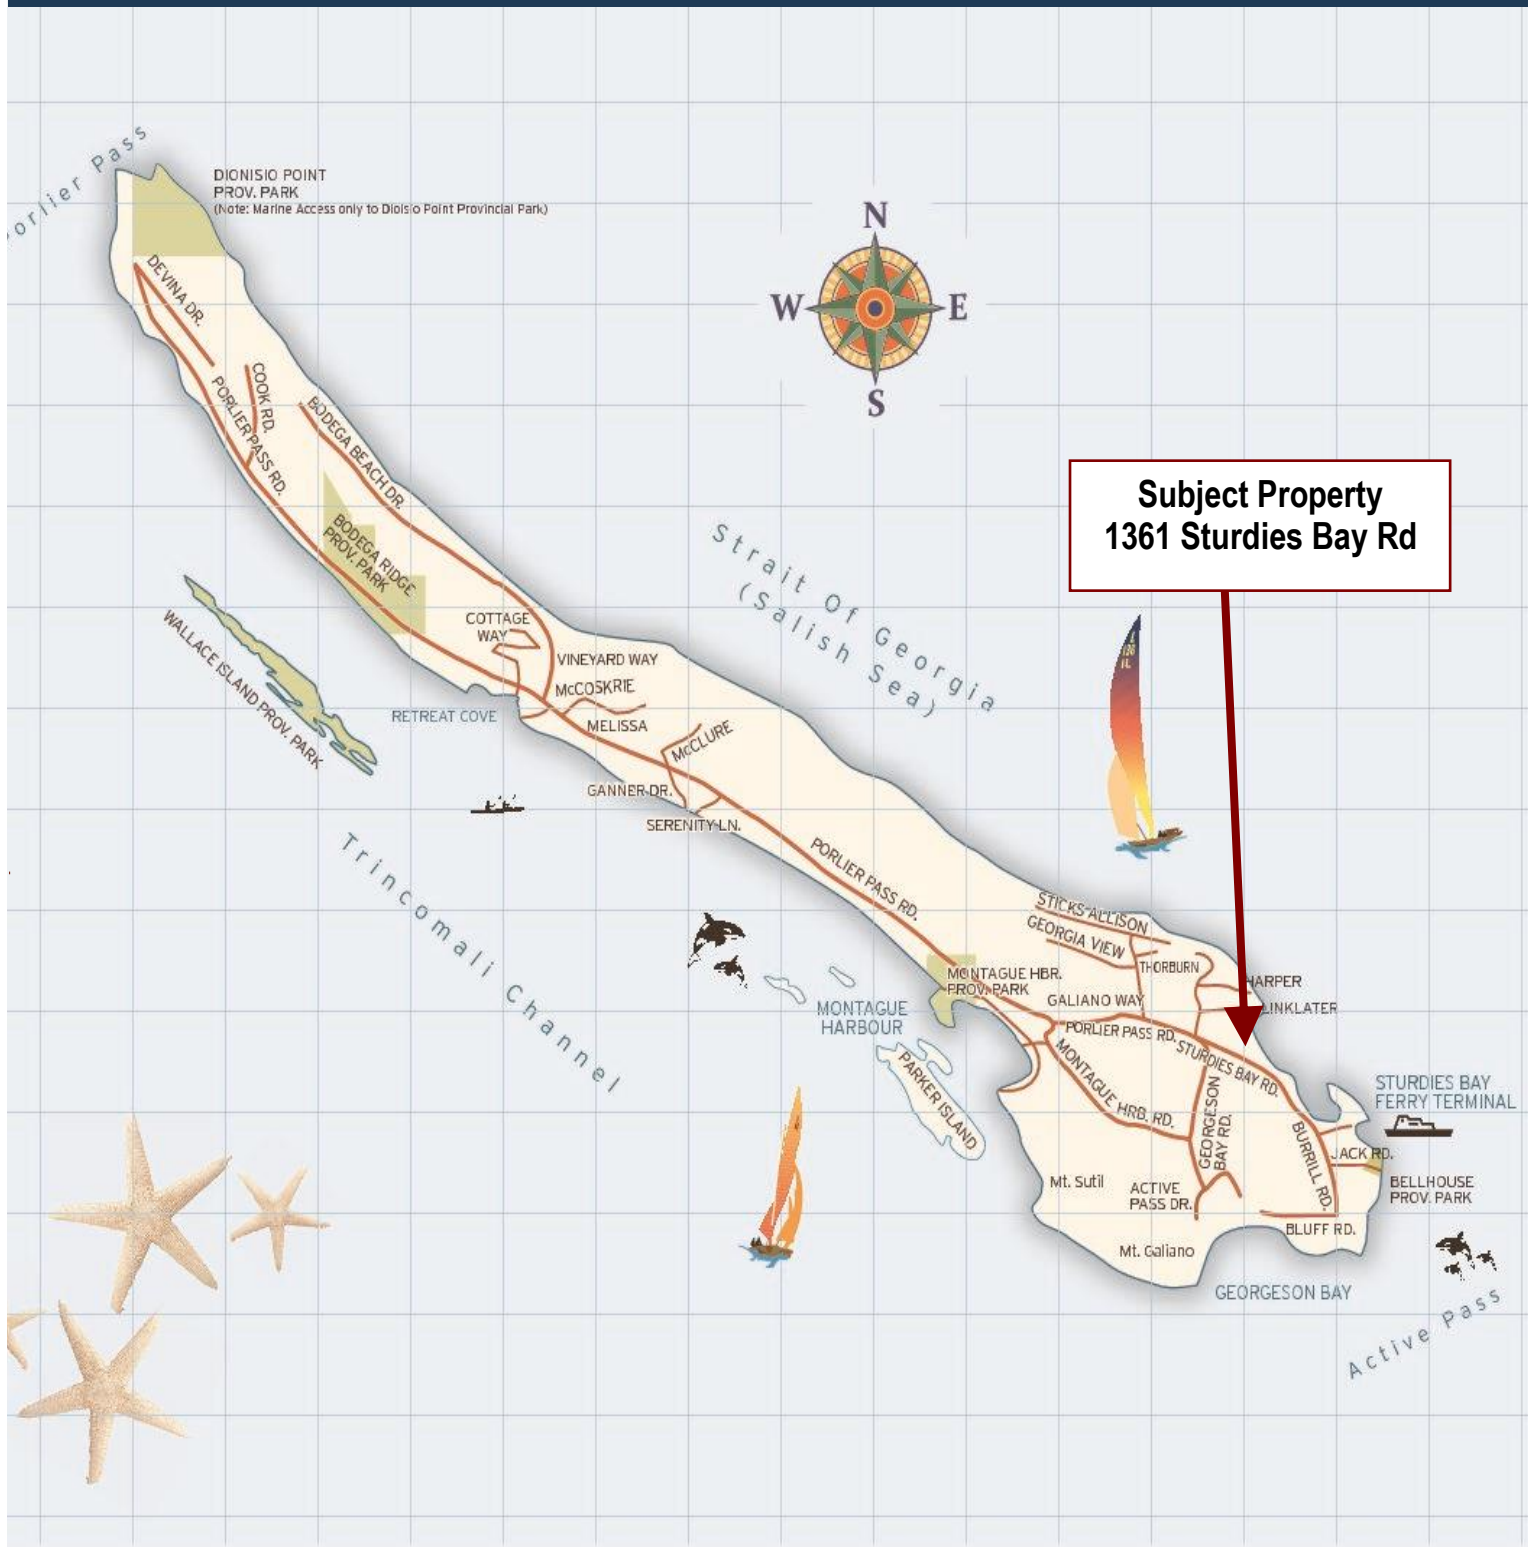 orlier Pass
DIONISIO POINT
PROV. PARK
(Note: Marine Access only to Dioisio Point Provincial Park)
N
W
E
S
DEVINA DR.
COOK RD.
PORLIER PASS RD.
BODEGA BEACH DR.
BODEGA RIDGE
PROV. PARK
Subject Property
1361 Sturdies Bay Rd
Strait Of Georgia
(Salish Sea)
WALLACE ISLAND PROV. PARK
COTTAGE
WAY
VINEYARD WAY
McCOSKRIE
RETREAT COVE
MELISSA
McCLURE
GANNER DR.
SERENITY LN.
Trincomali Channel
PORLIER PASS RD.
STICKS ALLISON
GEORGIA VIEW
THORBURN
MONTAGUE HBR.
PROV. PARK
HARPER
GALIANO WAY
LINKLATER
MONTAGUE
HARBOUR
PORLIER PASS RD.
STURDIES BAY RD.
MONTAGUE HRB. RD.
PARKER ISLAND
GEORGESON
BAY RD.
STURDIES BAY
FERRY TERMINAL
BURRILL RD.
JACK RD.
BELLHOUSE
PROV. PARK
Mt. Sutil
ACTIVE
PASS DR.
BLUFF RD.
Mt. Galiano
GEORGESON BAY
Active Pass